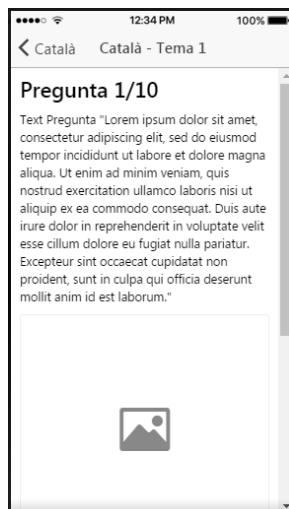 12:34 PM
100%
Català
Català - Tema 1
Pregunta 1/10
Text Pregunta "Lorem ipsum dolor sit amet,
consectetur adipiscing elit, sed do eiusmod
tempor incididunt ut labore et dolore magna
aliqua. Ut enim ad minim veniam, quis
nostrud exercitation ullamco laboris nisi ut
aliquip ex ea commodo consequat. Duis aute
irure dolor in reprehenderit in voluptate velit
esse cillum dolore eu fugiat nulla pariatur.
Excepteur sint occaecat cupidatat non
proident, sunt in culpa qui officia deserunt
mollit anim id est laborum."